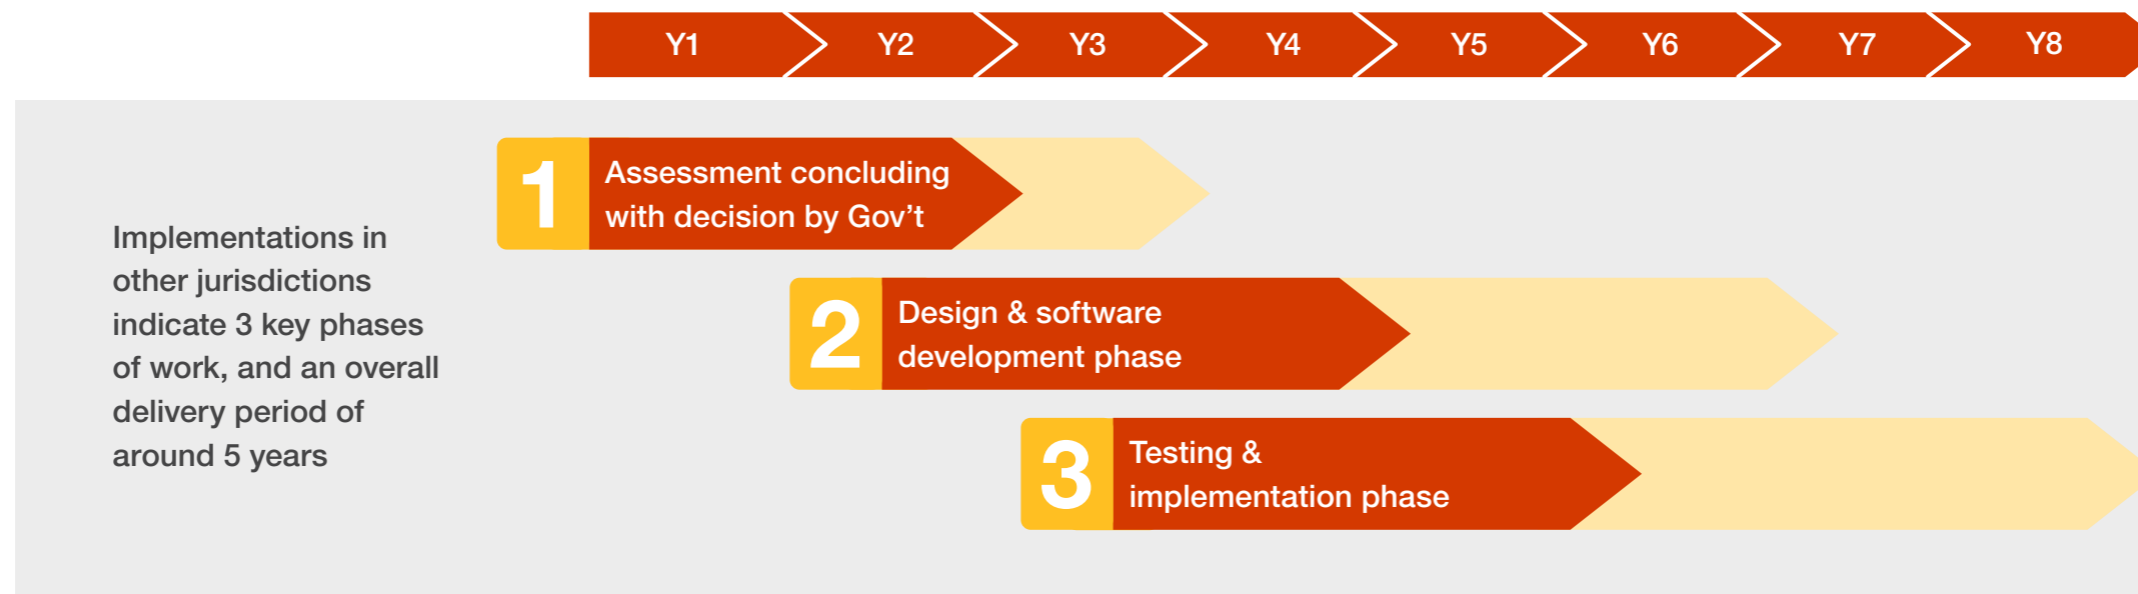 Y1 Y2 Y3 Y4 Y5 Y6 Y7 Y8
Implementations in
other jurisdictions
indicate 3 key phases
of work, and an overall
delivery period of
around 5 years
1
Assessment concluding
with decision by Gov’t
2
Design & software
development phase
3
Testing &
implementation phase